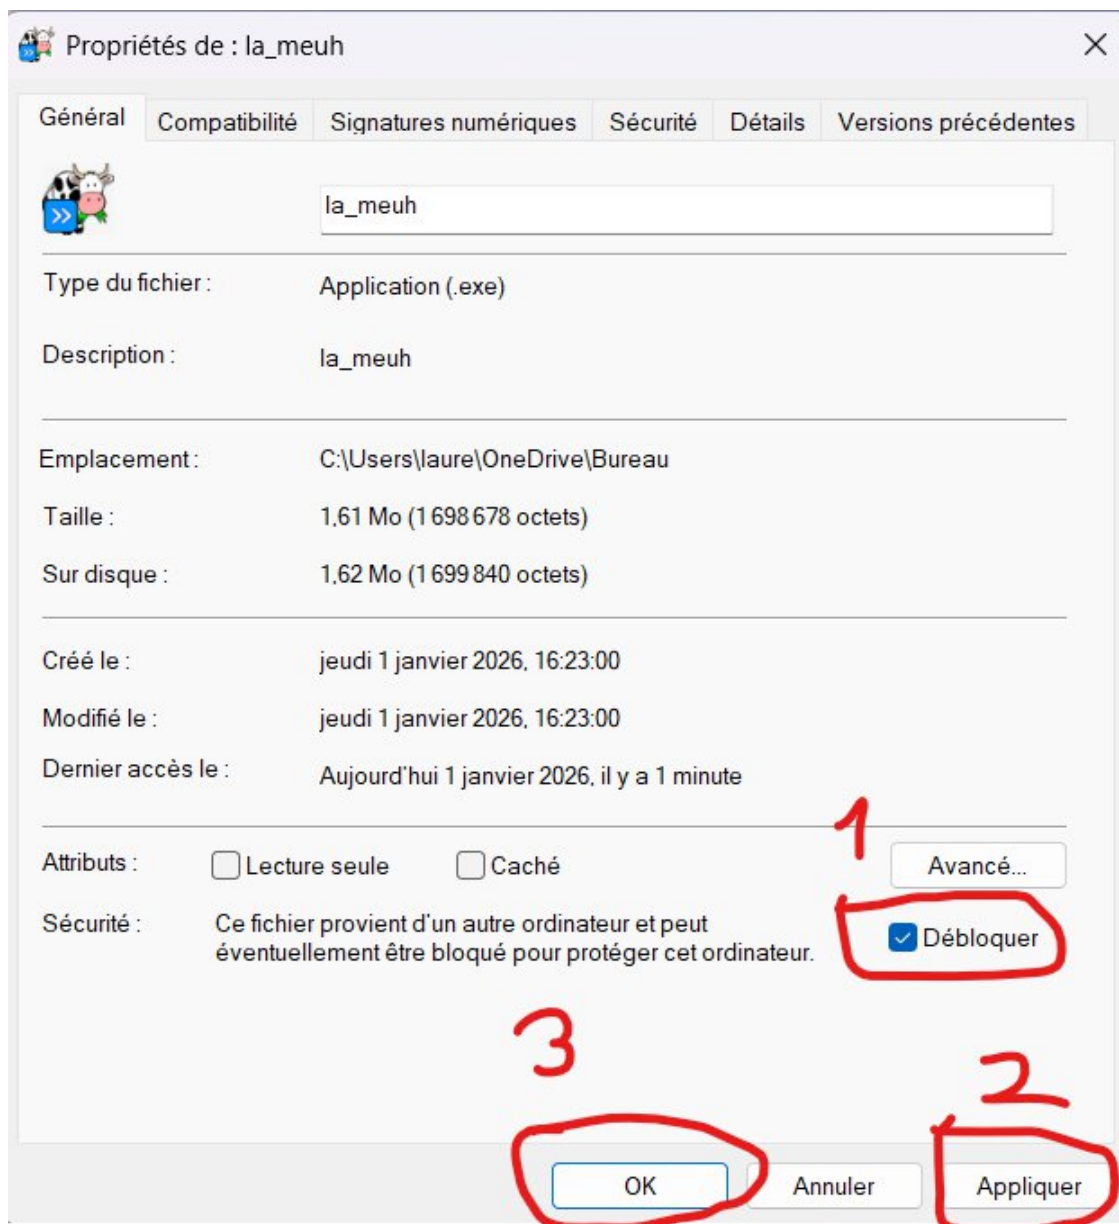 Propriétés de : la_meuh
Général Compatibilité Signatures numériques Sécurité Détails Versions précédentes
la_meuh
Type du fichier : Application (.exe)
Description : la_meuh
Emplacement : C:\Users\laure\OneDrive\Bureau
Taille : 1,61 Mo (1 698 678 octets)
Sur disque : 1,62 Mo (1 699 840 octets)
Créé le : jeudi 1 janvier 2026, 16:23:00
Modifié le : jeudi 1 janvier 2026, 16:23:00
Dernier accès le : Aujourd'hui 1 janvier 2026, il y a 1 minute
1
Attributs : Lecture seule Caché Avancé...
Sécurité : Ce fichier provient d'un autre ordinateur et peut
éventuellement être bloqué pour protéger cet ordinateur.
Débloquer
3
2
OK Annuler Appliquer